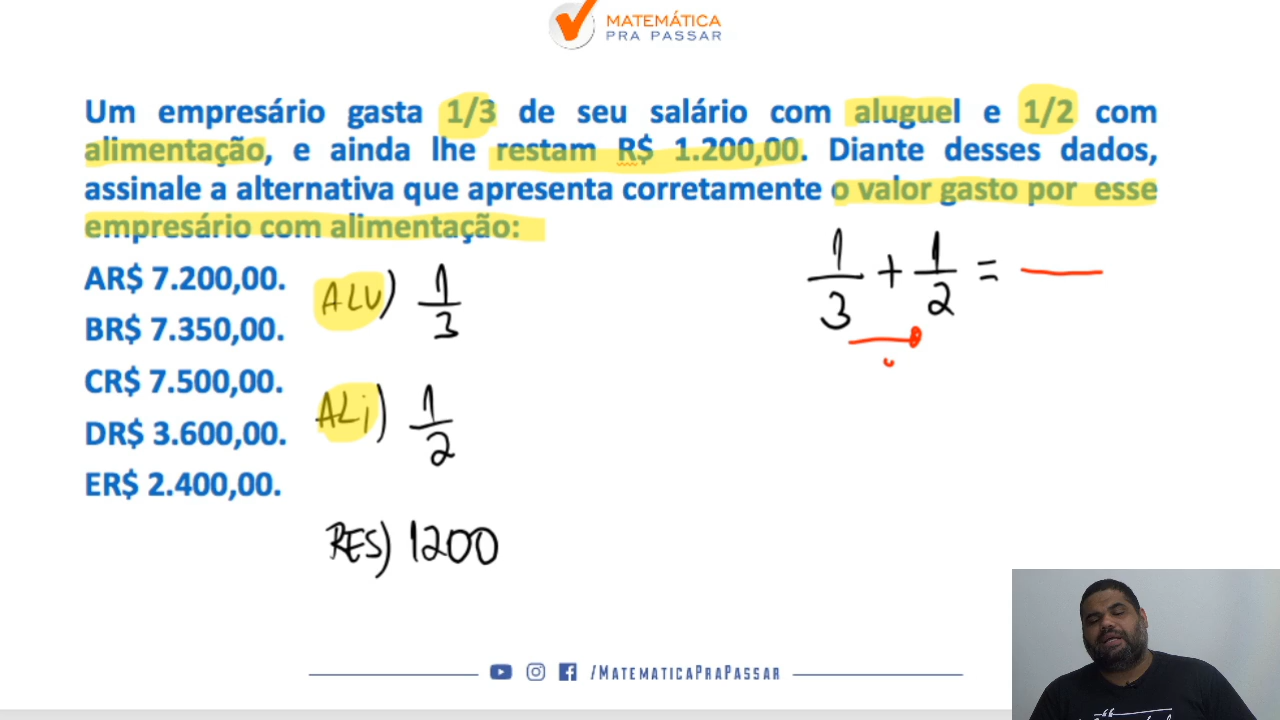 MATEMÁTICA
PRA PASSAR
Um empresário gasta 1/3 de seu salário com aluguel e 1/2 com
alimentação, e ainda lhe restam R$ 1.200,00. Diante desses dados,
assinale a alternativa que apresenta corretamente o valor gasto por esse
empresário com alimentação:
AR$ 7.200,00.
BR$ 7.350,00.
CR$ 7.500,00.
DR$ 3.600,00.
ER$ 2.400,00.
ALU) 1/3
ALi) 1/2
RES) 1200
1/3 + 1/2 =
/MATEMATICAPRAPASSAR